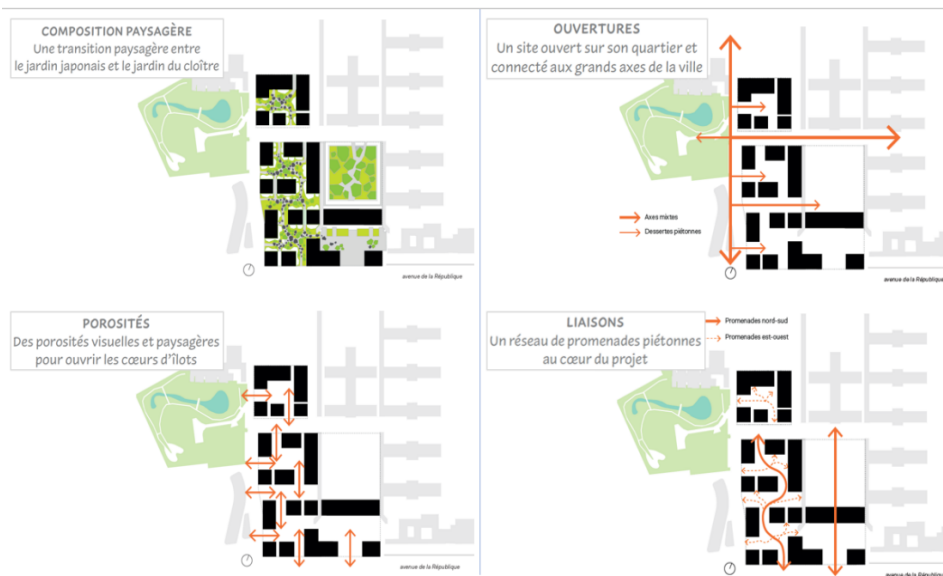 COMPOSITION PAYSAGÈRE
Une transition paysagère entre
le jardin japonais et le jardin du cloître
avenue de la République
OUVERTURES
Un site ouvert sur son quartier et
connecté aux grands axes de la ville
Axes mixtes
Dessertes piétonnes
avenue de la République
POROSITÉS
Des porosités visuelles et paysagères
pour ouvrir les cœurs d'îlots
avenue de la République
LIAISONS
Un réseau de promenades piétonnes
au cœur du projet
Promenades nord-sud
Promenades est-ouest
avenue de la République